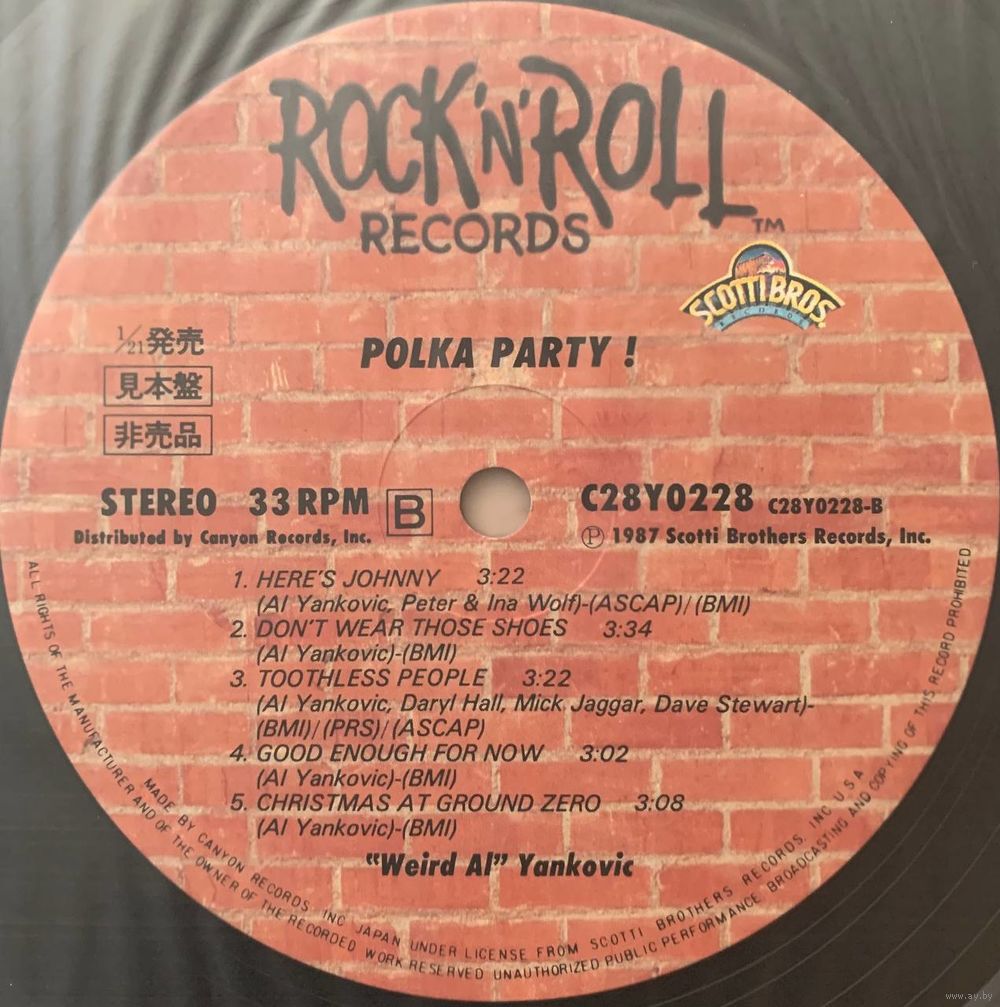 ROCK'N'ROLL
RECORDS™
SCOTTI BROS.
RECORDS
1/21発売
見本盤
非売品
POLKA PARTY !
STEREO 33 RPM B
C28Y0228 C28Y0228-B
Distributed by Canyon Records, Inc.
Ⓟ 1987 Scotti Brothers Records, Inc.
1. HERE'S JOHNNY 3:22
(Al Yankovic, Peter & Ina Wolf)-(ASCAP)/(BMI)
2. DON'T WEAR THOSE SHOES 3:34
(Al Yankovic)-(BMI)
3. TOOTHLESS PEOPLE 3:22
(Al Yankovic, Daryl Hall, Mick Jaggar, Dave Stewart)-
(BMI)/(PRS)/(ASCAP)
4. GOOD ENOUGH FOR NOW 3:02
(Al Yankovic)-(BMI)
5. CHRISTMAS AT GROUND ZERO 3:08
(Al Yankovic)-(BMI)
"Weird Al" Yankovic
MADE BY CANYON RECORDS, INC JAPAN UNDER LICENSE FROM SCOTTI BROTHERS RECORDS, INC, U.S.A
ALL RIGHTS OF THE MANUFACTURER AND OF THE OWNER OF THE RECORDED WORK RESERVED UNAUTHORIZED PUBLIC PERFORMANCE BROADCASTING AND COPYING OF THIS RECORD PROHIBITED
www.ay.by